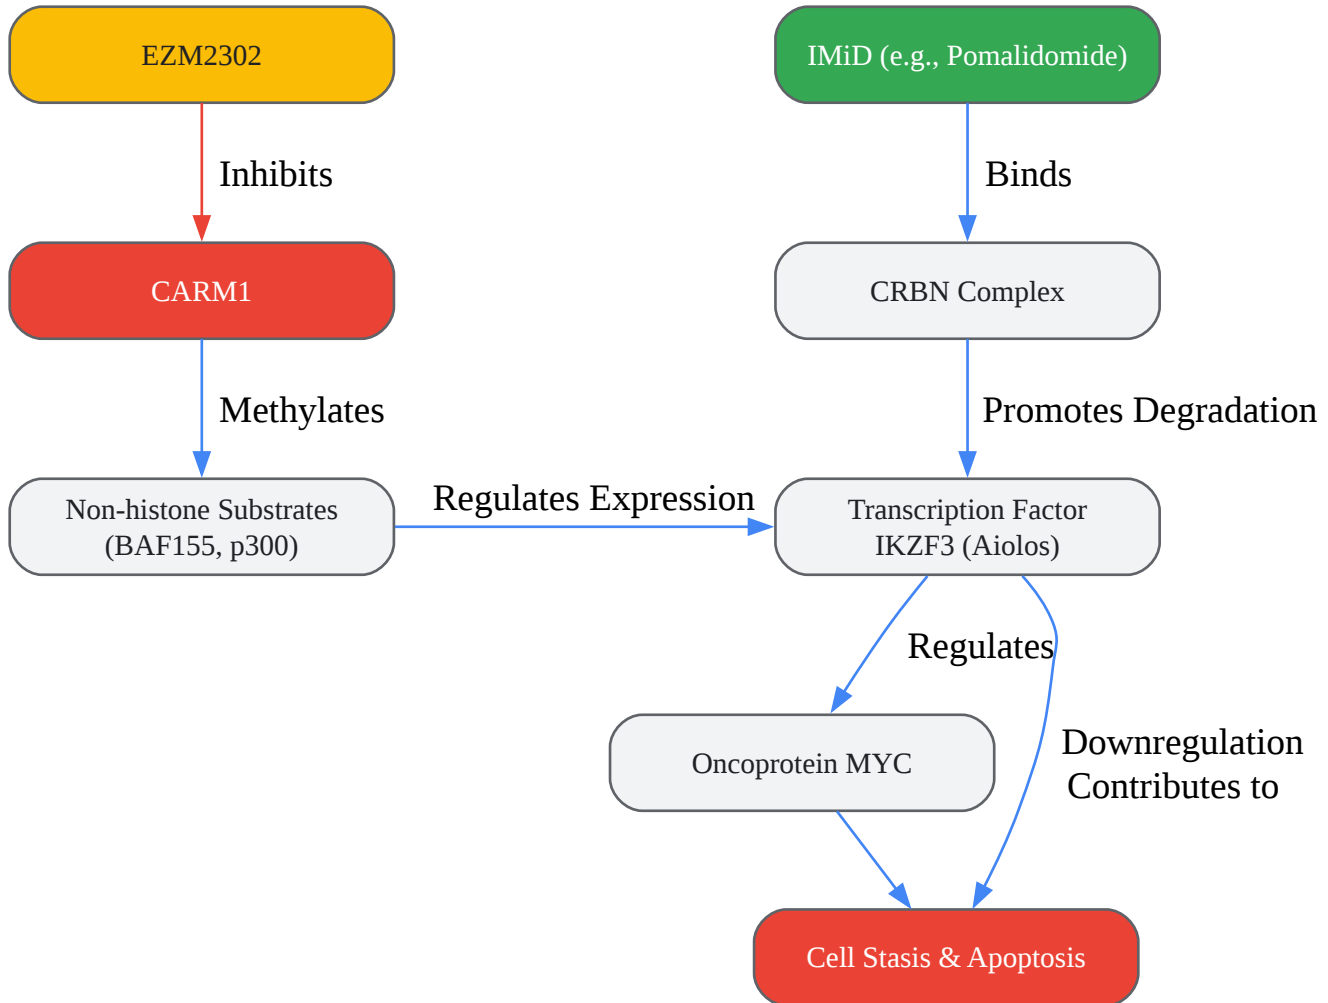 EZM2302
IMiD (e.g., Pomalidomide)
Inhibits
Binds
CARM1
CRBN Complex
Methylates
Promotes Degradation
Non-histone Substrates
(BAF155, p300)
Regulates Expression
Transcription Factor
IKZF3 (Aiolos)
Regulates
Oncoprotein MYC
Downregulation
Contributes to
Cell Stasis & Apoptosis